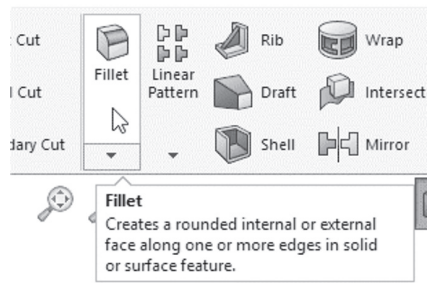 Cut
Fillet
Linear
Pattern
Rib
Wrap
Cut
Draft
Intersect
dary Cut
Shell
Mirror
Fillet
Creates a rounded internal or external
face along one or more edges in solid
or surface feature.